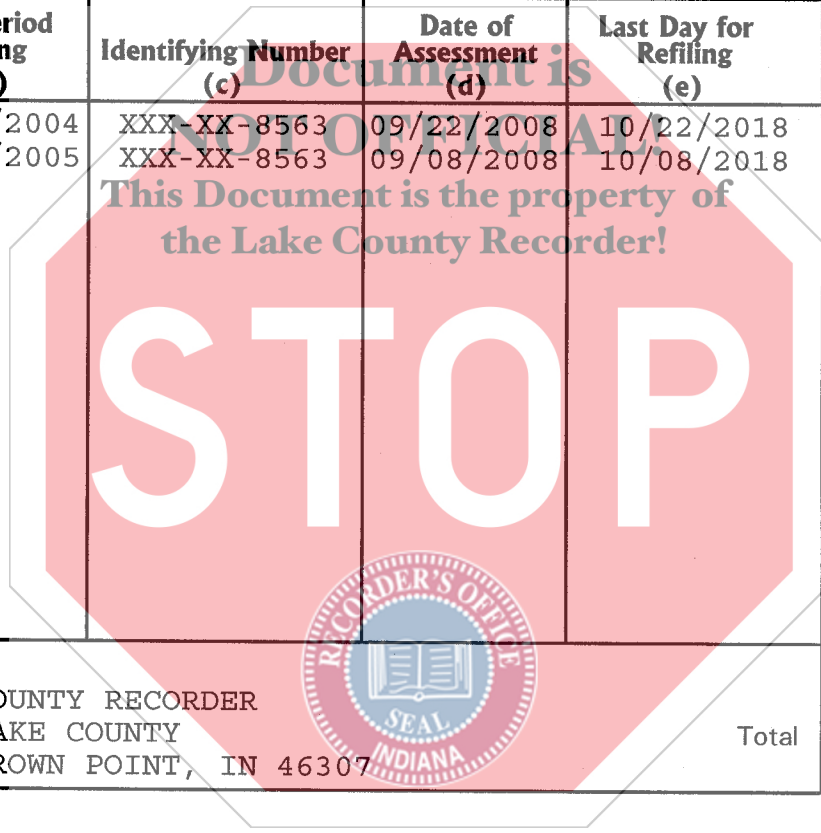 eriod Date of Last Day for
ng Identifying Number Assessment Refiling
) (c) (d) (e)
Document is
/2004 XXX-XX-8563 09/22/2008 10/22/2018
NOT OFFICIAL!
/2005 XXX-XX-8563 09/08/2008 10/08/2018
This Document is the property of
the Lake County Recorder!
STOP
RECORDER'S OFFICE
SEAL
INDIANA
OUNTY RECORDER
AKE COUNTY Total
ROWN POINT, IN 46307